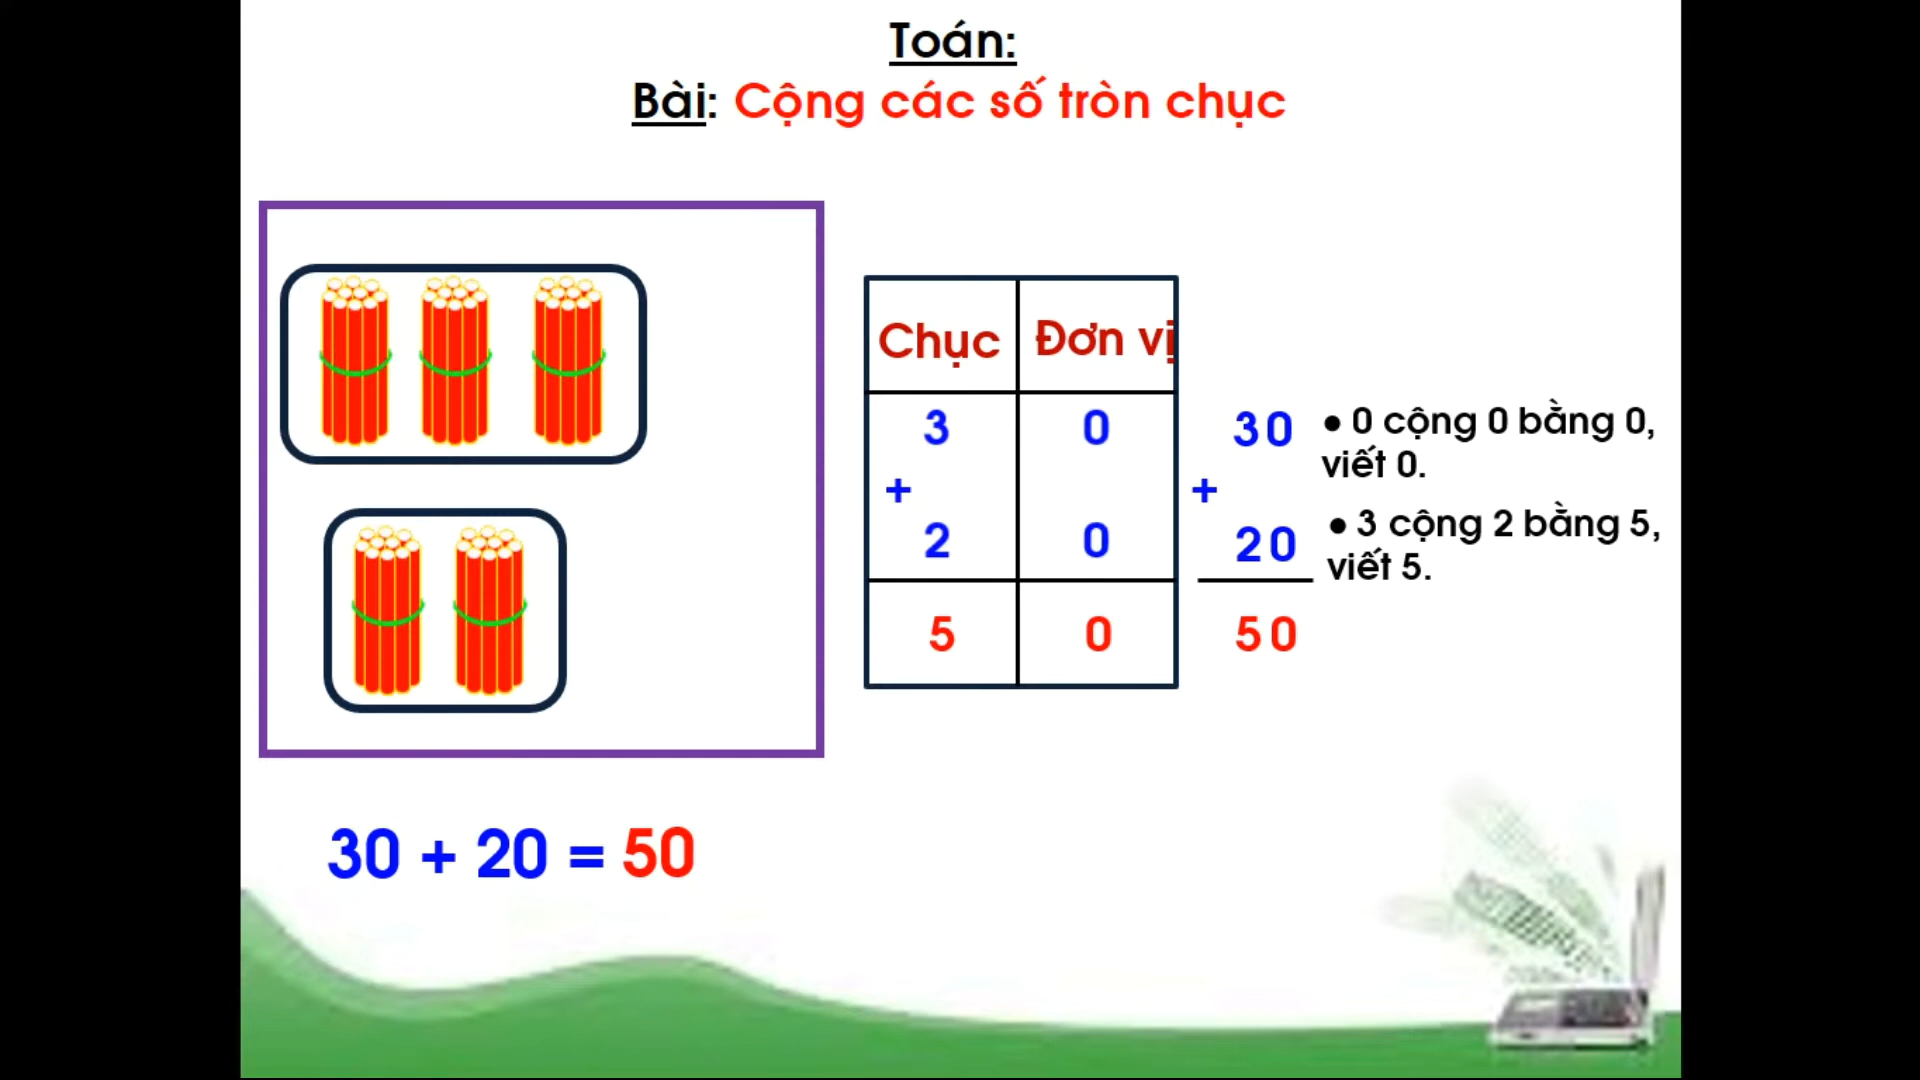 Toán:
Bài: Cộng các số tròn chục
Chục Đơn vị
3 0
+
2 0
5 0
30
+
20
50
● 0 cộng 0 bằng 0,
viết 0.
● 3 cộng 2 bằng 5,
viết 5.
30 + 20 = 50